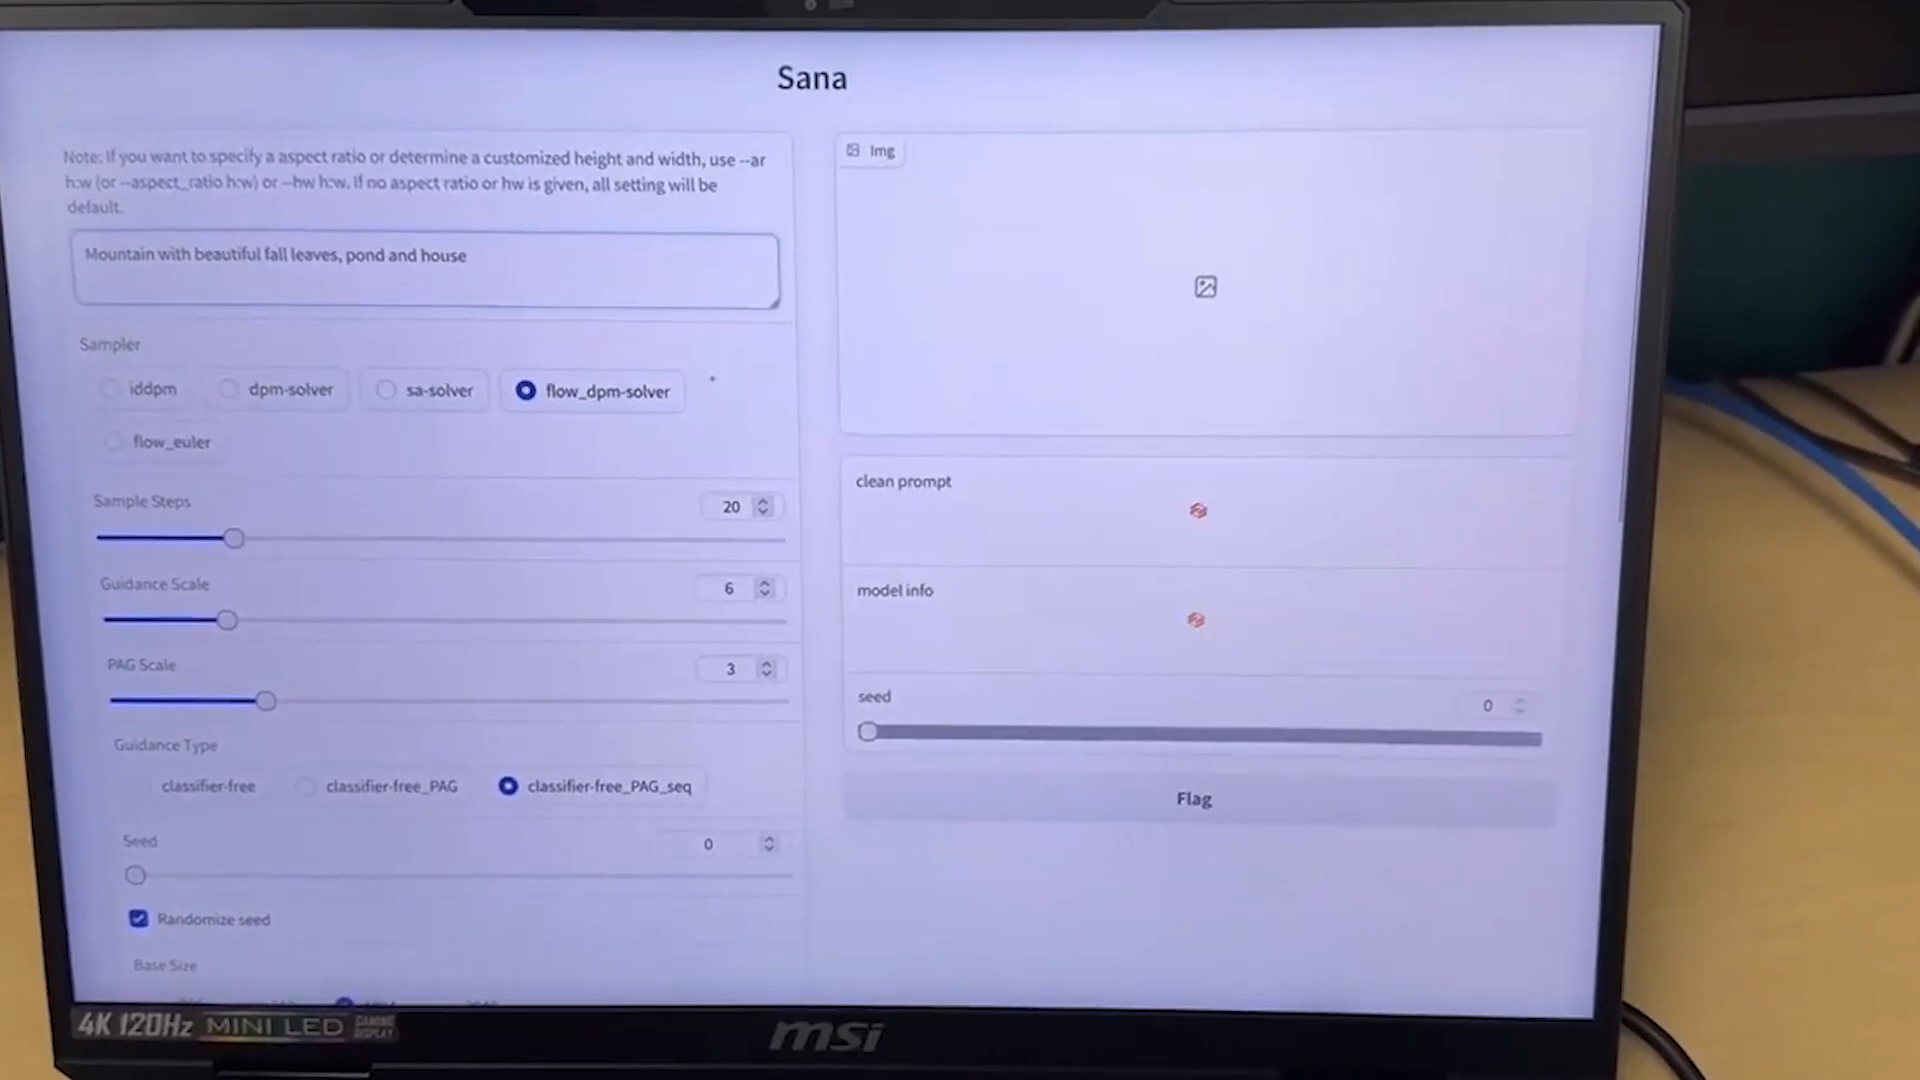 Sana
Note: If you want to specify a aspect ratio or determine a customized height and width, use --ar
h:w (or --aspect_ratio h:w) or --hw h:w. If no aspect ratio or hw is given, all setting will be
default.
Mountain with beautiful fall leaves, pond and house
Sampler
iddpm
dpm-solver
sa-solver
flow_dpm-solver
flow_euler
Sample Steps
20
Guidance Scale
6
PAG Scale
3
Guidance Type
classifier-free
classifier-free_PAG
classifier-free_PAG_seq
Seed
0
Randomize seed
Base Size
Img
clean prompt
model info
seed
0
Flag
4K 120Hz MINI LED GAMING
DISPLAY
msi